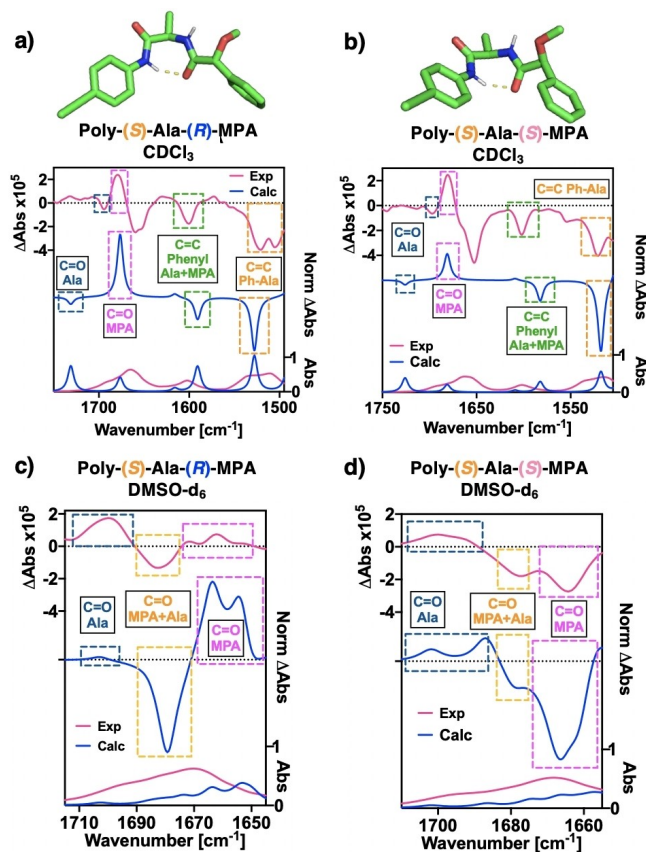 a)
Poly-(S)-Ala-(R)-MPA
CDCl3
Exp
Calc
2
0
-2
-4
ΔAbs x10⁵
C=O
Ala
C=O
MPA
C=C
Phenyl
Ala+MPA
C=C
Ph-Ala
Norm ΔAbs
1
Exp
Calc
Abs
0
1700
1600
1500
Wavenumber [cm⁻¹]
b)
Poly-(S)-Ala-(S)-MPA
CDCl3
2
0
-2
-4
ΔAbs x10⁵
C=C Ph-Ala
C=O
Ala
C=O
MPA
C=C
Phenyl
Ala+MPA
Norm ΔAbs
1
Exp
Calc
Abs
0
1750
1650
1550
Wavenumber [cm⁻¹]
c)
Poly-(S)-Ala-(R)-MPA
DMSO-d6
2
0
-2
-4
ΔAbs x10⁵
C=O
Ala
C=O
MPA+Ala
C=O
MPA
Norm ΔAbs
Exp
Calc
1
Abs
0
1710
1690
1670
1650
Wavenumber [cm⁻¹]
d)
Poly-(S)-Ala-(S)-MPA
DMSO-d6
2
0
-2
-4
ΔAbs x10⁵
C=O
Ala
C=O
MPA+Ala
C=O
MPA
Norm ΔAbs
Exp
Calc
1
Abs
0
1700
1680
1660
Wavenumber [cm⁻¹]